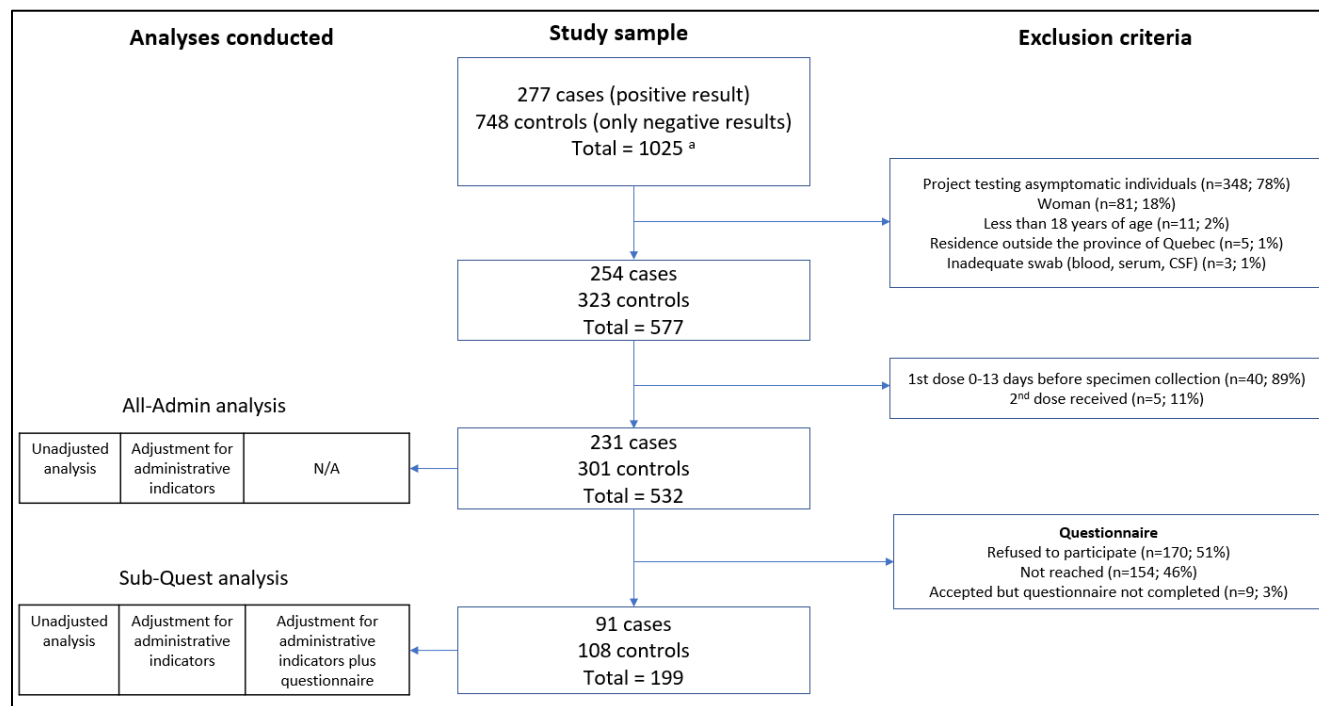 Analyses conducted
Study sample
Exclusion criteria
277 cases (positive result)
748 controls (only negative results)
Total = 1025 ᵃ
Project testing asymptomatic individuals (n=348; 78%)
Woman (n=81; 18%)
Less than 18 years of age (n=11; 2%)
Residence outside the province of Quebec (n=5; 1%)
Inadequate swab (blood, serum, CSF) (n=3; 1%)
254 cases
323 controls
Total = 577
1st dose 0-13 days before specimen collection (n=40; 89%)
2ⁿᵈ dose received (n=5; 11%)
All-Admin analysis
Unadjusted
analysis
Adjustment for
administrative
indicators
N/A
231 cases
301 controls
Total = 532
Questionnaire
Refused to participate (n=170; 51%)
Not reached (n=154; 46%)
Accepted but questionnaire not completed (n=9; 3%)
Sub-Quest analysis
Unadjusted
analysis
Adjustment for
administrative
indicators
Adjustment for
administrative
indicators plus
questionnaire
91 cases
108 controls
Total = 199